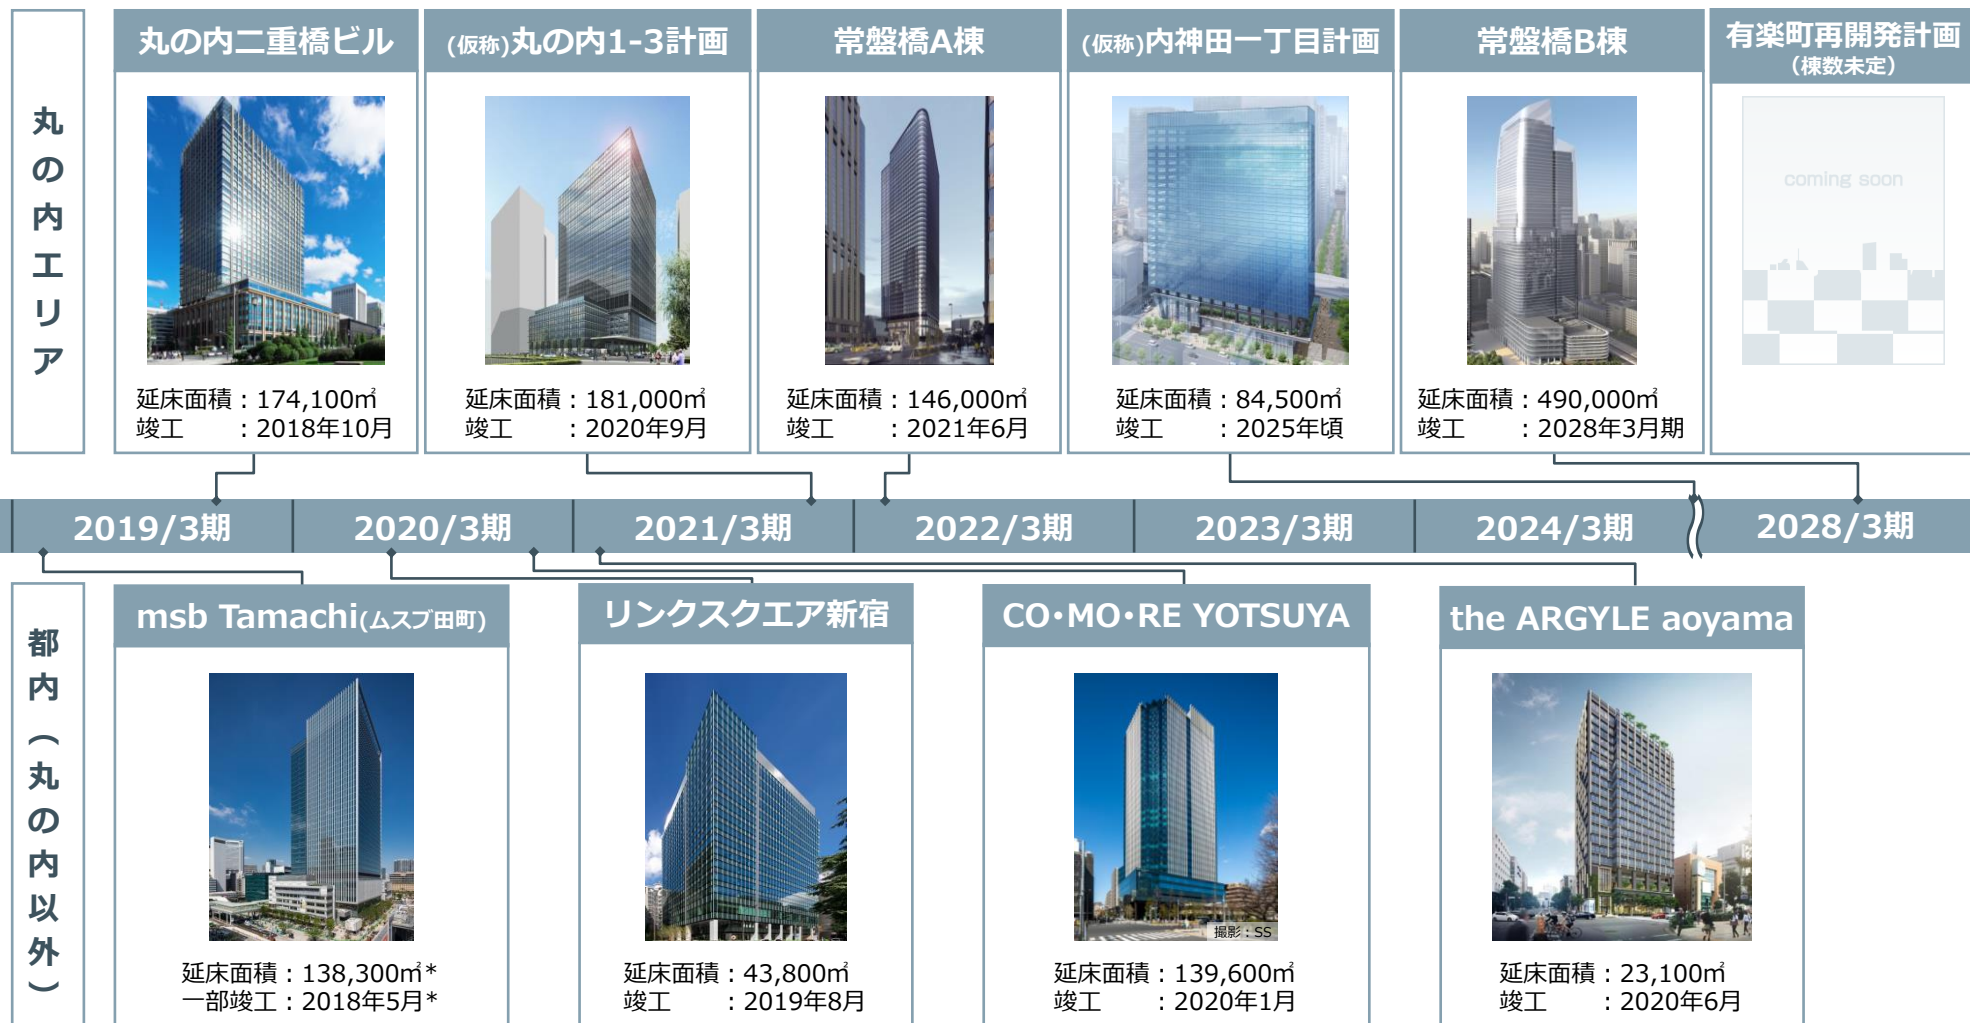 丸の内エリア
丸の内二重橋ビル
延床面積：174,100㎡
竣工　：2018年10月
(仮称)丸の内1-3計画
延床面積：181,000㎡
竣工　：2020年9月
常盤橋A棟
延床面積：146,000㎡
竣工　：2021年6月
(仮称)内神田一丁目計画
延床面積：84,500㎡
竣工　：2025年頃
常盤橋B棟
延床面積：490,000㎡
竣工　：2028年3月期
有楽町再開発計画
（棟数未定）
coming soon
2019/3期
2020/3期
2021/3期
2022/3期
2023/3期
2024/3期
2028/3期
都内（丸の内以外）
msb Tamachi(ムスブ田町)
延床面積：138,300㎡*
一部竣工：2018年5月*
リンクスクエア新宿
延床面積：43,800㎡
竣工　：2019年8月
CO・MO・RE YOTSUYA
撮影：SS
延床面積：139,600㎡
竣工　：2020年1月
the ARGYLE aoyama
延床面積：23,100㎡
竣工　：2020年6月